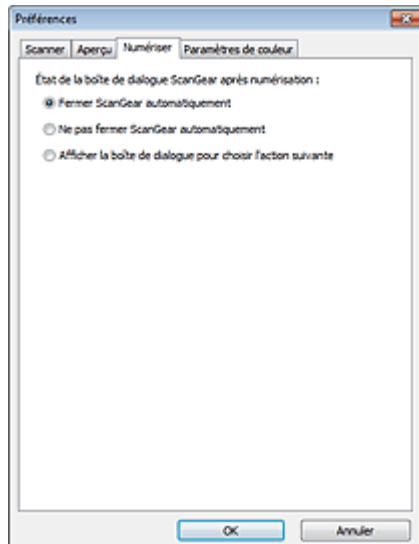 Préférences
Scanner Aperçu Numériser Paramètres de couleur
État de la boîte de dialogue ScanGear après numérisation :
Fermer ScanGear automatiquement
Ne pas fermer ScanGear automatiquement
Afficher la boîte de dialogue pour choisir l'action suivante
OK Annuler